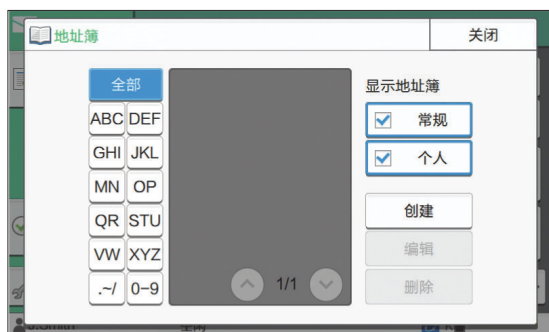 地址簿
关闭
全部
ABC DEF
GHI JKL
MN OP
QR STU
VW XYZ
.~/ 0-9
1/1
显示地址簿
常规
个人
创建
编辑
删除
J.Smith